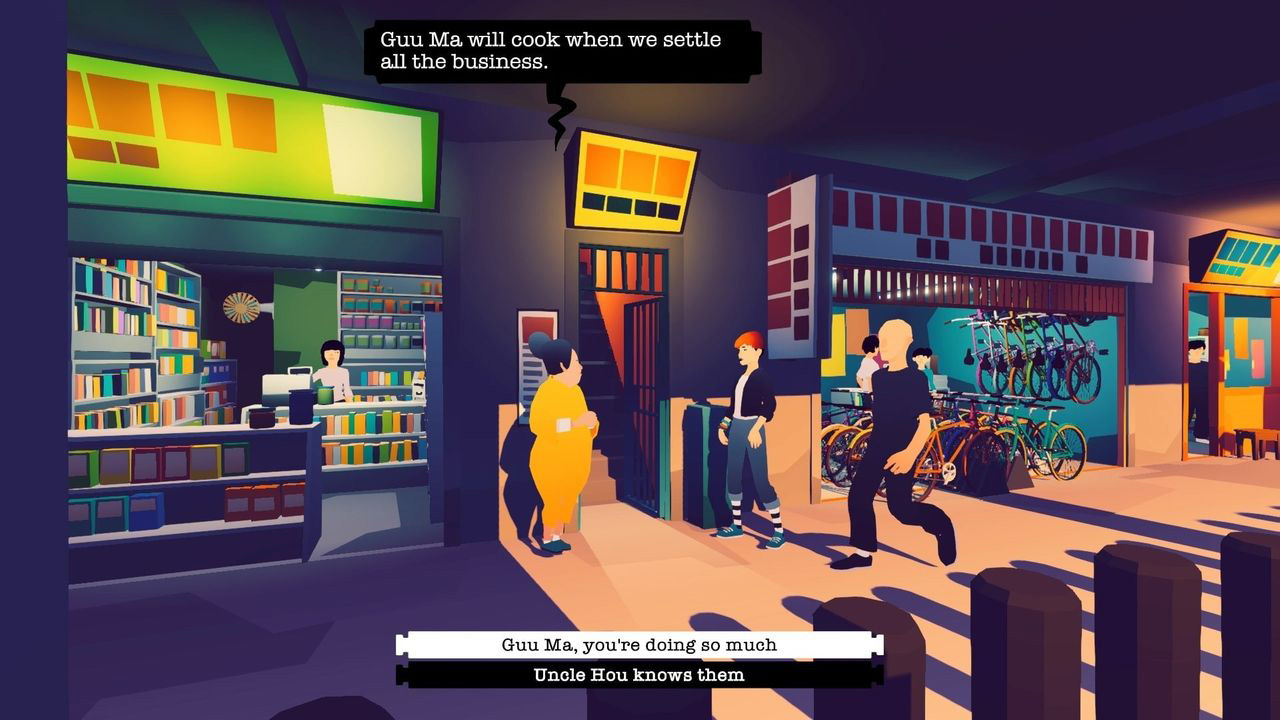 Guu Ma will cook when we settle
all the business.
Guu Ma, you're doing so much
Uncle Hou knows them